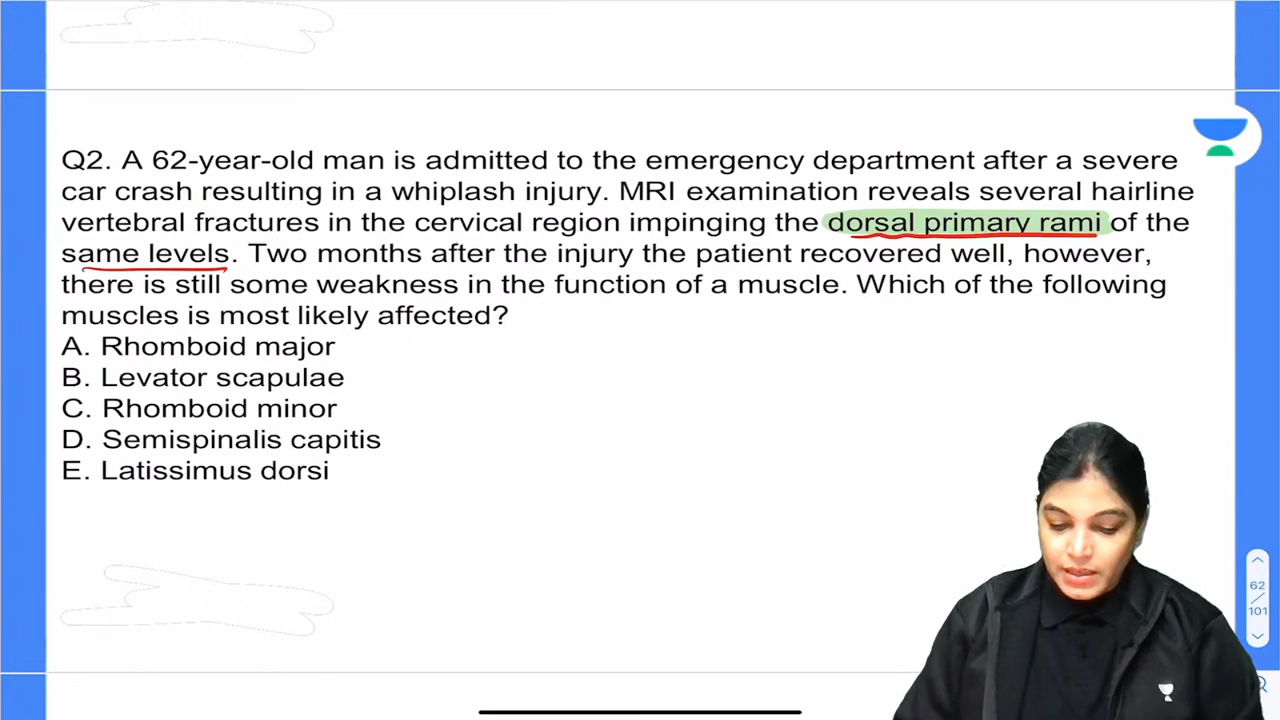 Q2. A 62-year-old man is admitted to the emergency department after a severe
car crash resulting in a whiplash injury. MRI examination reveals several hairline
vertebral fractures in the cervical region impinging the dorsal primary rami of the
same levels. Two months after the injury the patient recovered well, however,
there is still some weakness in the function of a muscle. Which of the following
muscles is most likely affected?
A. Rhomboid major
B. Levator scapulae
C. Rhomboid minor
D. Semispinalis capitis
E. Latissimus dorsi
62
/
101